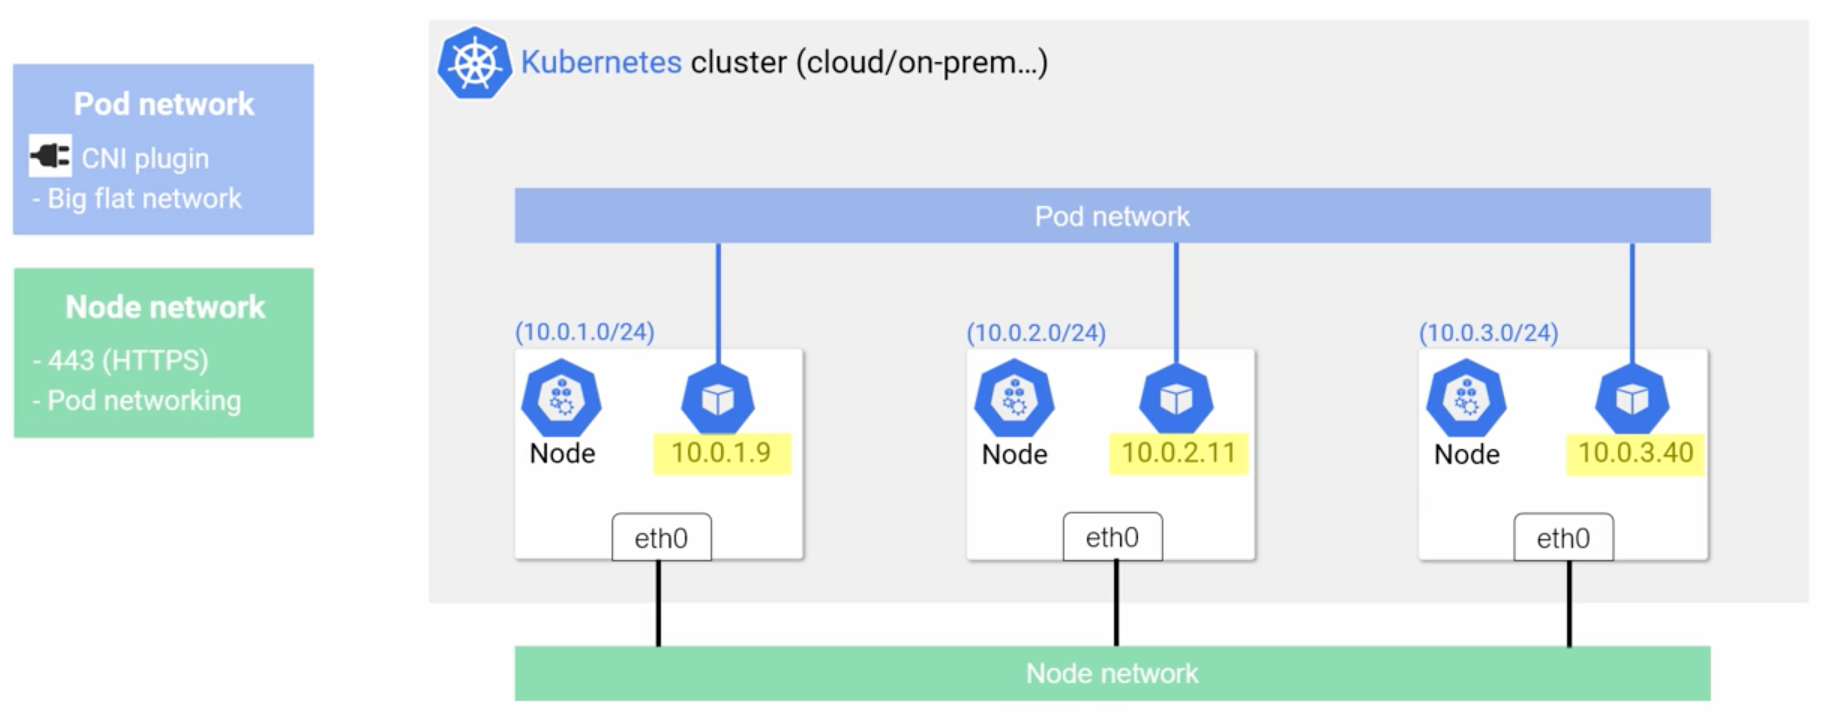 Kubernetes cluster (cloud/on-prem…)
Pod network
CNI plugin
- Big flat network
Node network
- 443 (HTTPS)
- Pod networking
Pod network
(10.0.1.0/24)
Node
10.0.1.9
eth0
(10.0.2.0/24)
Node
10.0.2.11
eth0
(10.0.3.0/24)
Node
10.0.3.40
eth0
Node network